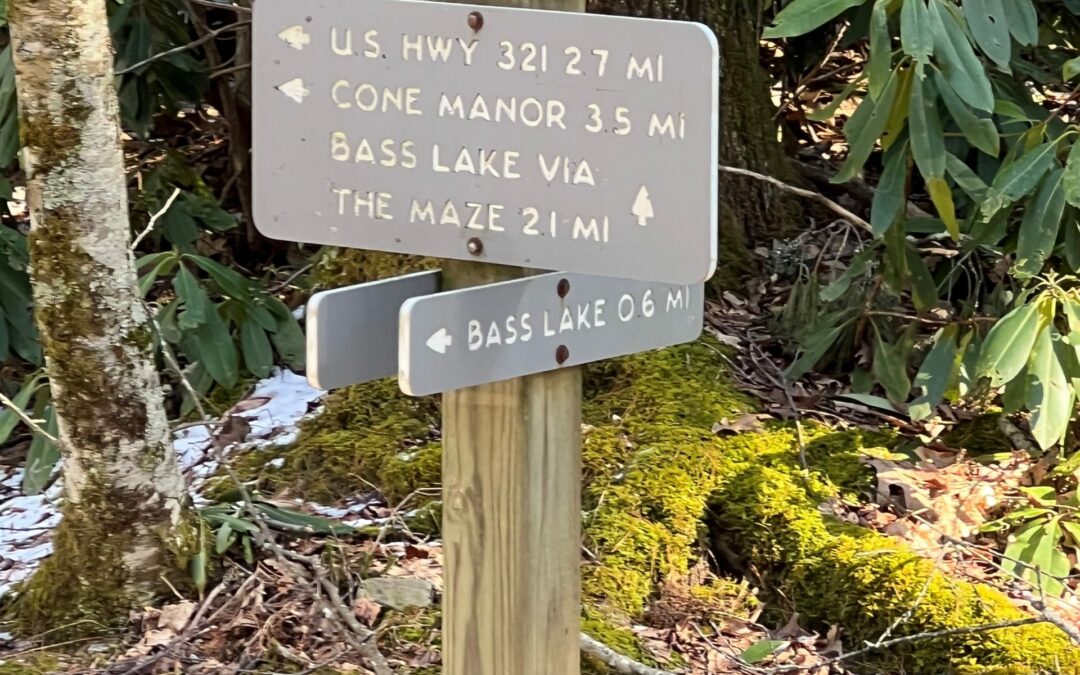 U.S. HWY 321 2.7 MI
CONE MANOR 3.5 MI
BASS LAKE VIA
THE MAZE 2.1 MI
BASS LAKE 0.6 MI